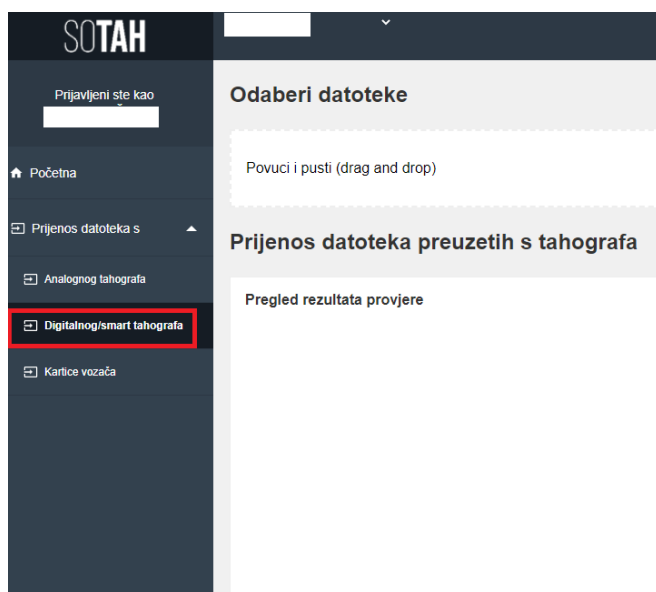 SOTAH
Prijavljeni ste kao
Početna
Prijenos datoteka s
Analognog tahografa
Digitalnog/smart tahografa
Kartice vozača
Odaberi datoteke
Povuci i pusti (drag and drop)
Prijenos datoteka preuzetih s tahografa
Pregled rezultata provjere